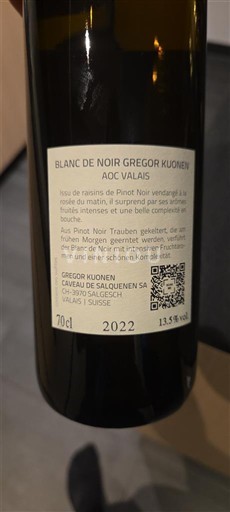 BLANC DE NOIR GREGOR KUONEN
AOC VALAIS
Issu de raisins de Pinot Noir vendangé à la
rosée du matin, il surprend par ses arômes
fruités intenses et une belle complexité en
bouche.
Aus Pinot Noir Trauben gekeltert, die am
frühen Morgen geerntet werden, verführt
der Blanc de Noir mit intensiven Fruchtaro-
men und einer schönen Komplexität.
GREGOR KUONEN
CAVEAU DE SALQUENEN SA
CH-3970 SALGESCH
VALAIS | SUISSE
70cl 2022 13.5%vol